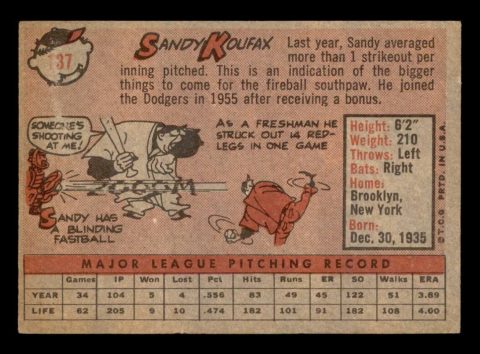 187
SANDY KOUFAX
Last year, Sandy averaged
more than 1 strikeout per
inning pitched. This is an indication of the bigger
things to come for the fireball southpaw. He joined
the Dodgers in 1955 after receiving a bonus.
SOMEONE'S
SHOOTING
AT ME!
ZOOOM
SANDY HAS
A BLINDING
FASTBALL
AS A FRESHMAN HE
STRUCK OUT 14 RED-
LEGS IN ONE GAME
Height: 6'2"
Weight: 210
Throws: Left
Bats: Right
Home:
Brooklyn,
New York
Born:
Dec. 30, 1935
© T.C.G. PRTD. IN U.S.A.
MAJOR LEAGUE PITCHING RECORD
Games IP Won Lost Pct. Hits Runs ER SO Walks ERA
YEAR 34 104 5 4 .556 83 49 45 122 51 3.89
LIFE 62 205 9 10 .474 182 108 91 182 108 4.00